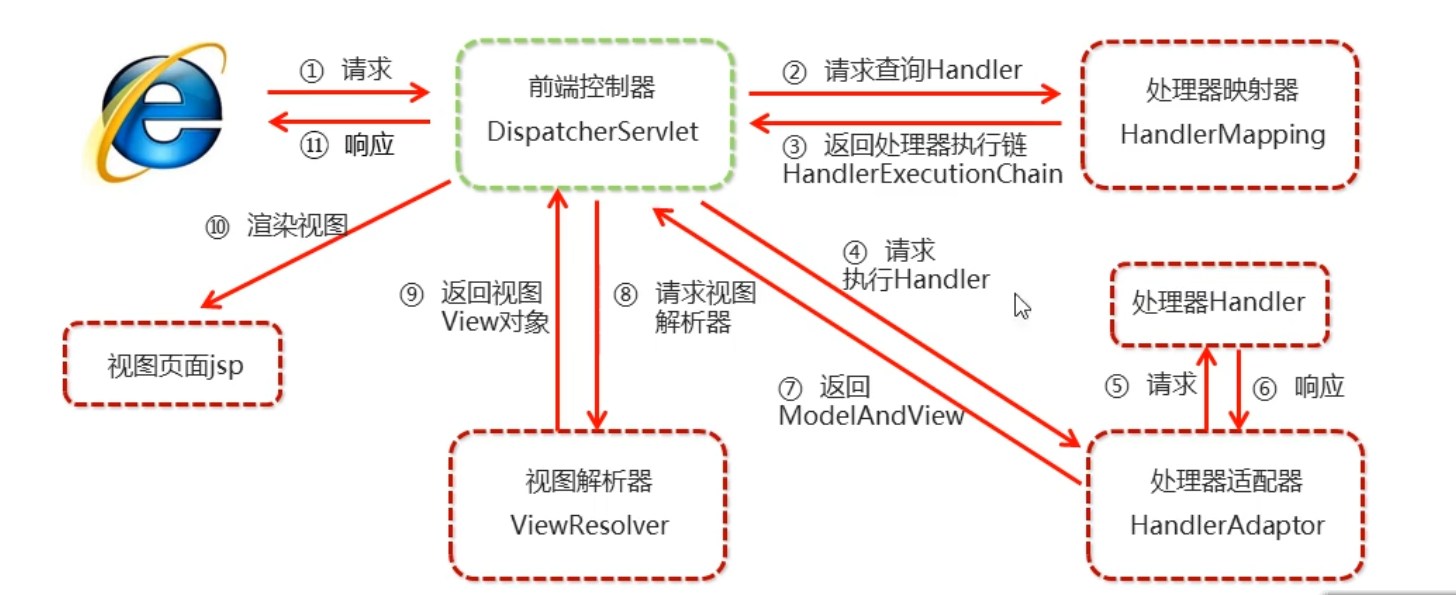 ① 请求
⑪ 响应
前端控制器
DispatcherServlet
② 请求查询Handler
③ 返回处理器执行链
HandlerExecutionChain
处理器映射器
HandlerMapping
④ 请求
执行Handler
处理器Handler
⑤ 请求
⑥ 响应
处理器适配器
HandlerAdaptor
⑦ 返回
ModelAndView
⑧ 请求视图
解析器
视图解析器
ViewResolver
⑨ 返回视图
View对象
⑩ 渲染视图
视图页面jsp